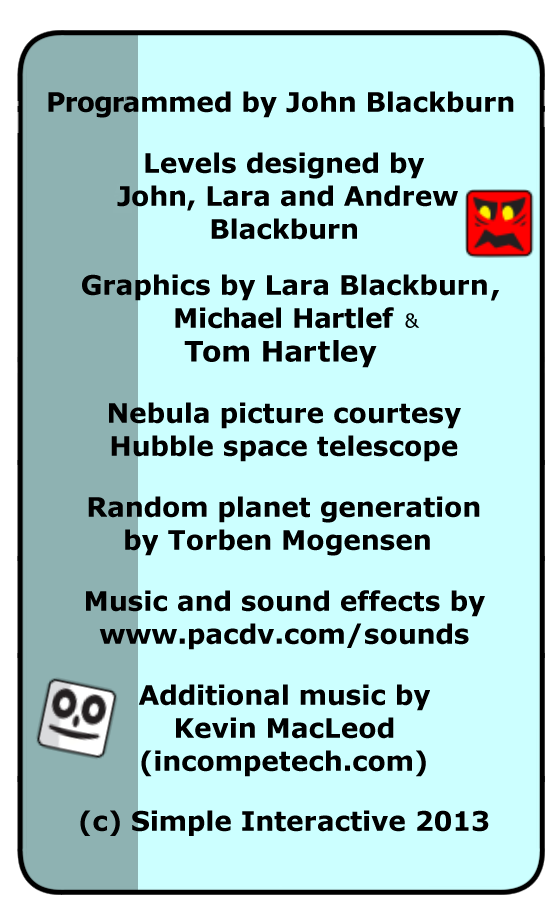 Programmed by John Blackburn
Levels designed by
John, Lara and Andrew
Blackburn
Graphics by Lara Blackburn,
Michael Hartlef &
Tom Hartley
Nebula picture courtesy
Hubble space telescope
Random planet generation
by Torben Mogensen
Music and sound effects by
www.pacdv.com/sounds
Additional music by
Kevin MacLeod
(incompetech.com)
(c) Simple Interactive 2013